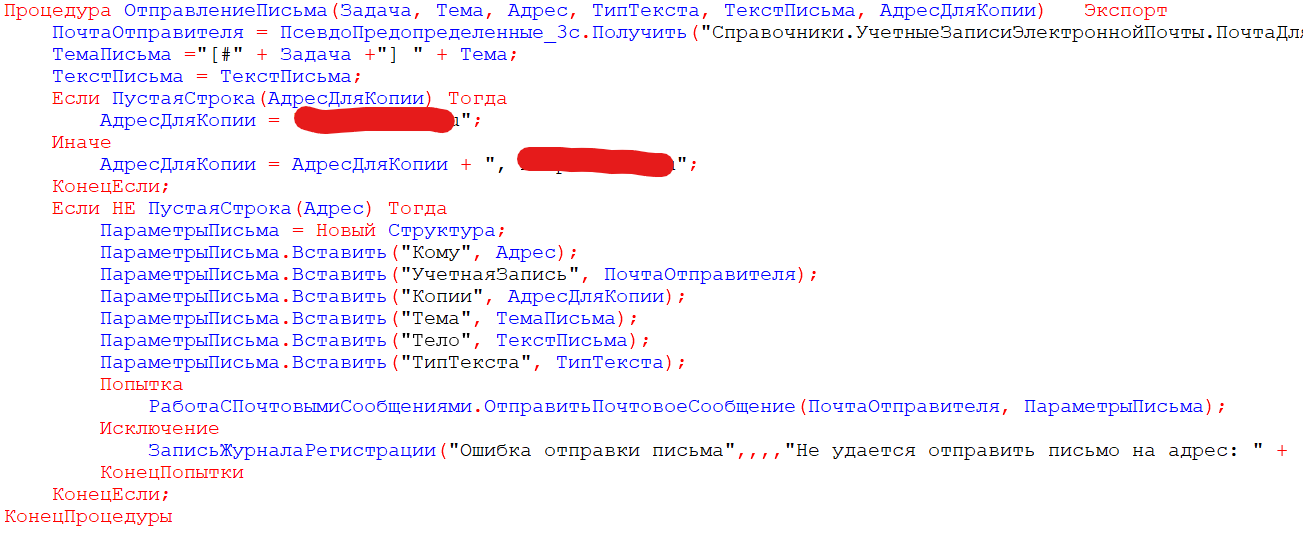 Процедура ОтправлениеПисьма(Задача, Тема, Адрес, ТипТекста, ТекстПисьма, АдресДляКопии)   Экспорт
ПочтаОтправителя = ПсевдоПредопределенные_3с.Получить("Справочники.УчетныеЗаписиЭлектроннойПочты.ПочтаДл
ТемаПисьма ="[#" + Задача +"] " + Тема;
ТекстПисьма = ТекстПисьма;
Если ПустаяСтрока(АдресДляКопии) Тогда
АдресДляКопии = ";
Иначе
АдресДляКопии = АдресДляКопии + ", ";
КонецЕсли;
Если НЕ ПустаяСтрока(Адрес) Тогда
ПараметрыПисьма = Новый Структура;
ПараметрыПисьма.Вставить("Кому", Адрес);
ПараметрыПисьма.Вставить("УчетнаяЗапись", ПочтаОтправителя);
ПараметрыПисьма.Вставить("Копии", АдресДляКопии);
ПараметрыПисьма.Вставить("Тема", ТемаПисьма);
ПараметрыПисьма.Вставить("Тело", ТекстПисьма);
ПараметрыПисьма.Вставить("ТипТекста", ТипТекста);
Попытка
РаботаСПочтовымиСообщениями.ОтправитьПочтовоеСообщение(ПочтаОтправителя, ПараметрыПисьма);
Исключение
ЗаписьЖурналаРегистрации("Ошибка отправки письма",,,,"Не удается отправить письмо на адрес: " +
КонецПопытки
КонецЕсли;
КонецПроцедуры